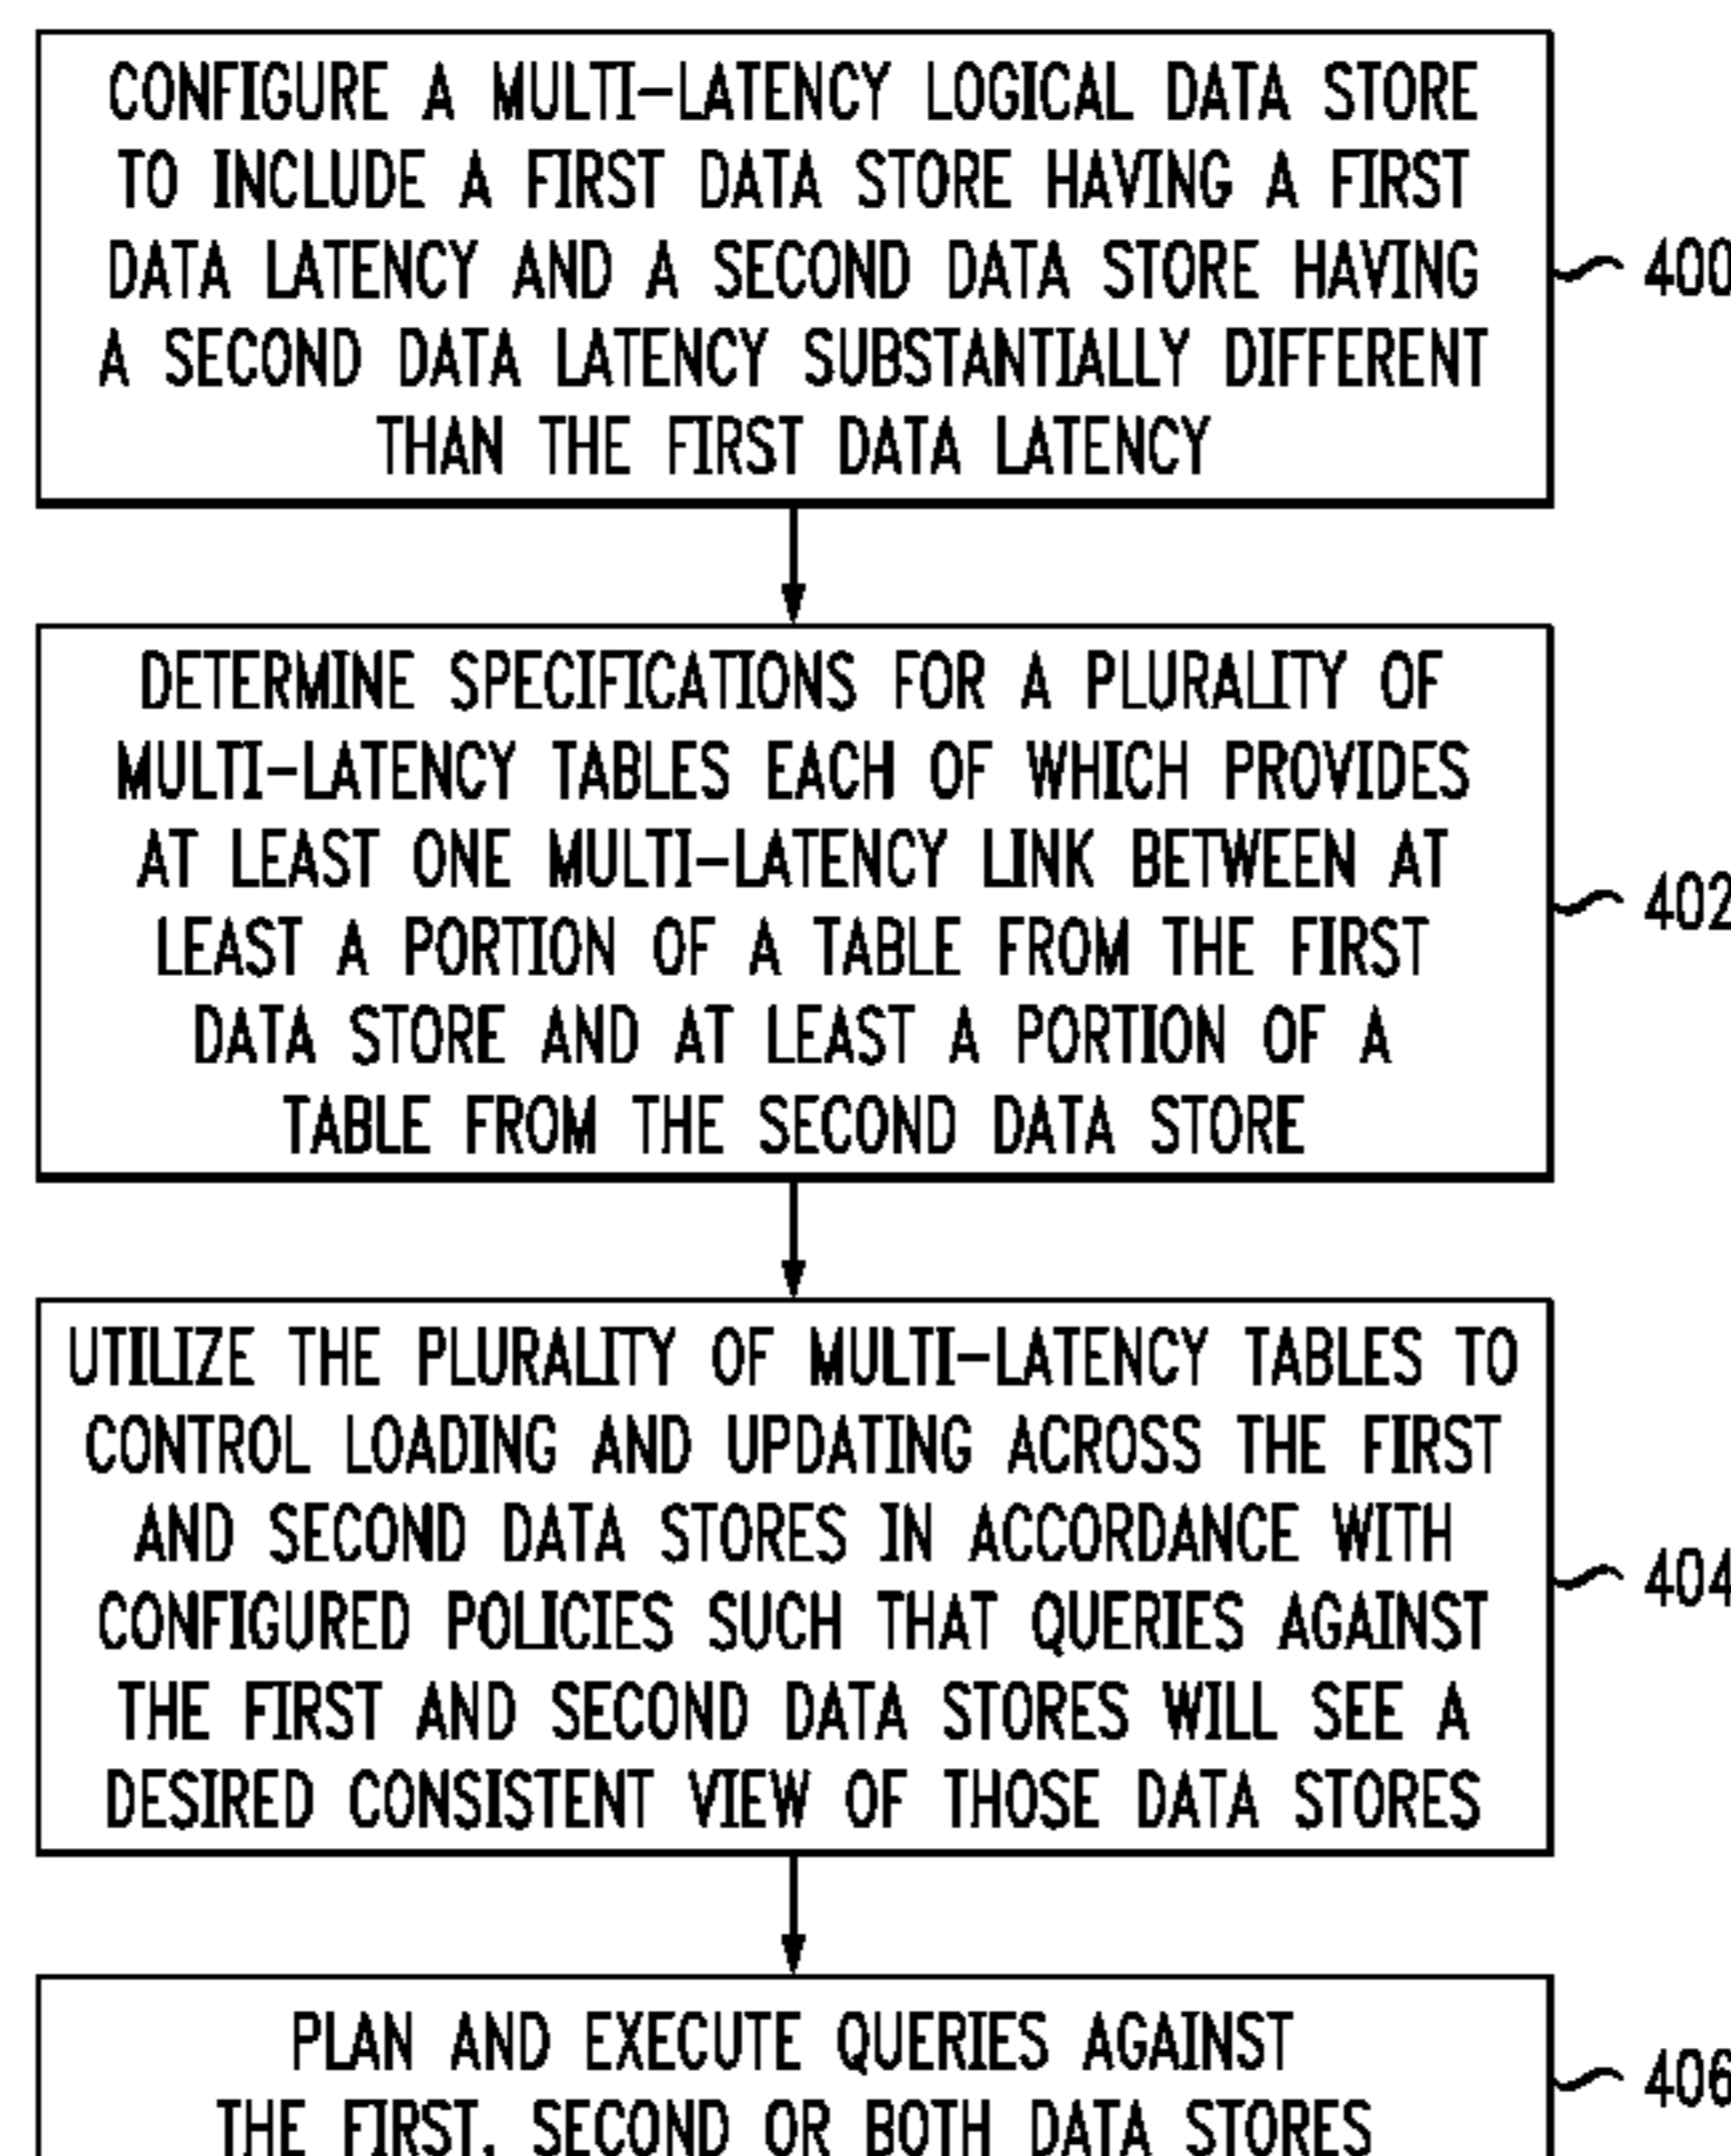 CONFIGURE A MULTI-LATENCY LOGICAL DATA STORE
TO INCLUDE A FIRST DATA STORE HAVING A FIRST
DATA LATENCY AND A SECOND DATA STORE HAVING
A SECOND DATA LATENCY SUBSTANTIALLY DIFFERENT
THAN THE FIRST DATA LATENCY
400
DETERMINE SPECIFICATIONS FOR A PLURALITY OF
MULTI-LATENCY TABLES EACH OF WHICH PROVIDES
AT LEAST ONE MULTI-LATENCY LINK BETWEEN AT
LEAST A PORTION OF A TABLE FROM THE FIRST
DATA STORE AND AT LEAST A PORTION OF A
TABLE FROM THE SECOND DATA STORE
402
UTILIZE THE PLURALITY OF MULTI-LATENCY TABLES TO
CONTROL LOADING AND UPDATING ACROSS THE FIRST
AND SECOND DATA STORES IN ACCORDANCE WITH
CONFIGURED POLICIES SUCH THAT QUERIES AGAINST
THE FIRST AND SECOND DATA STORES WILL SEE A
DESIRED CONSISTENT VIEW OF THOSE DATA STORES
404
PLAN AND EXECUTE QUERIES AGAINST
THE FIRST, SECOND OR BOTH DATA STORES
406